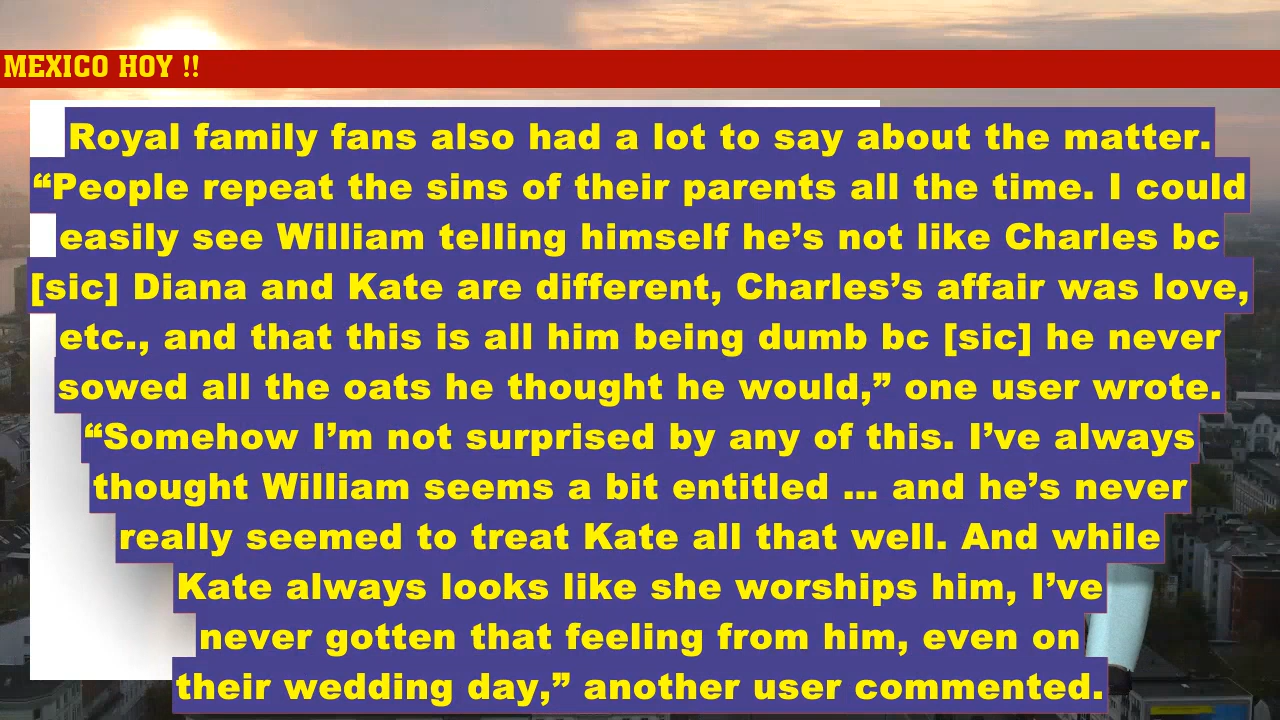 MEXICO HOY !!
Royal family fans also had a lot to say about the matter.
“People repeat the sins of their parents all the time. I could
easily see William telling himself he’s not like Charles bc
[sic] Diana and Kate are different, Charles’s affair was love,
etc., and that this is all him being dumb bc [sic] he never
sowed all the oats he thought he would,” one user wrote.
“Somehow I’m not surprised by any of this. I’ve always
thought William seems a bit entitled … and he’s never
really seemed to treat Kate all that well. And while
Kate always looks like she worships him, I’ve
never gotten that feeling from him, even on
their wedding day,” another user commented.